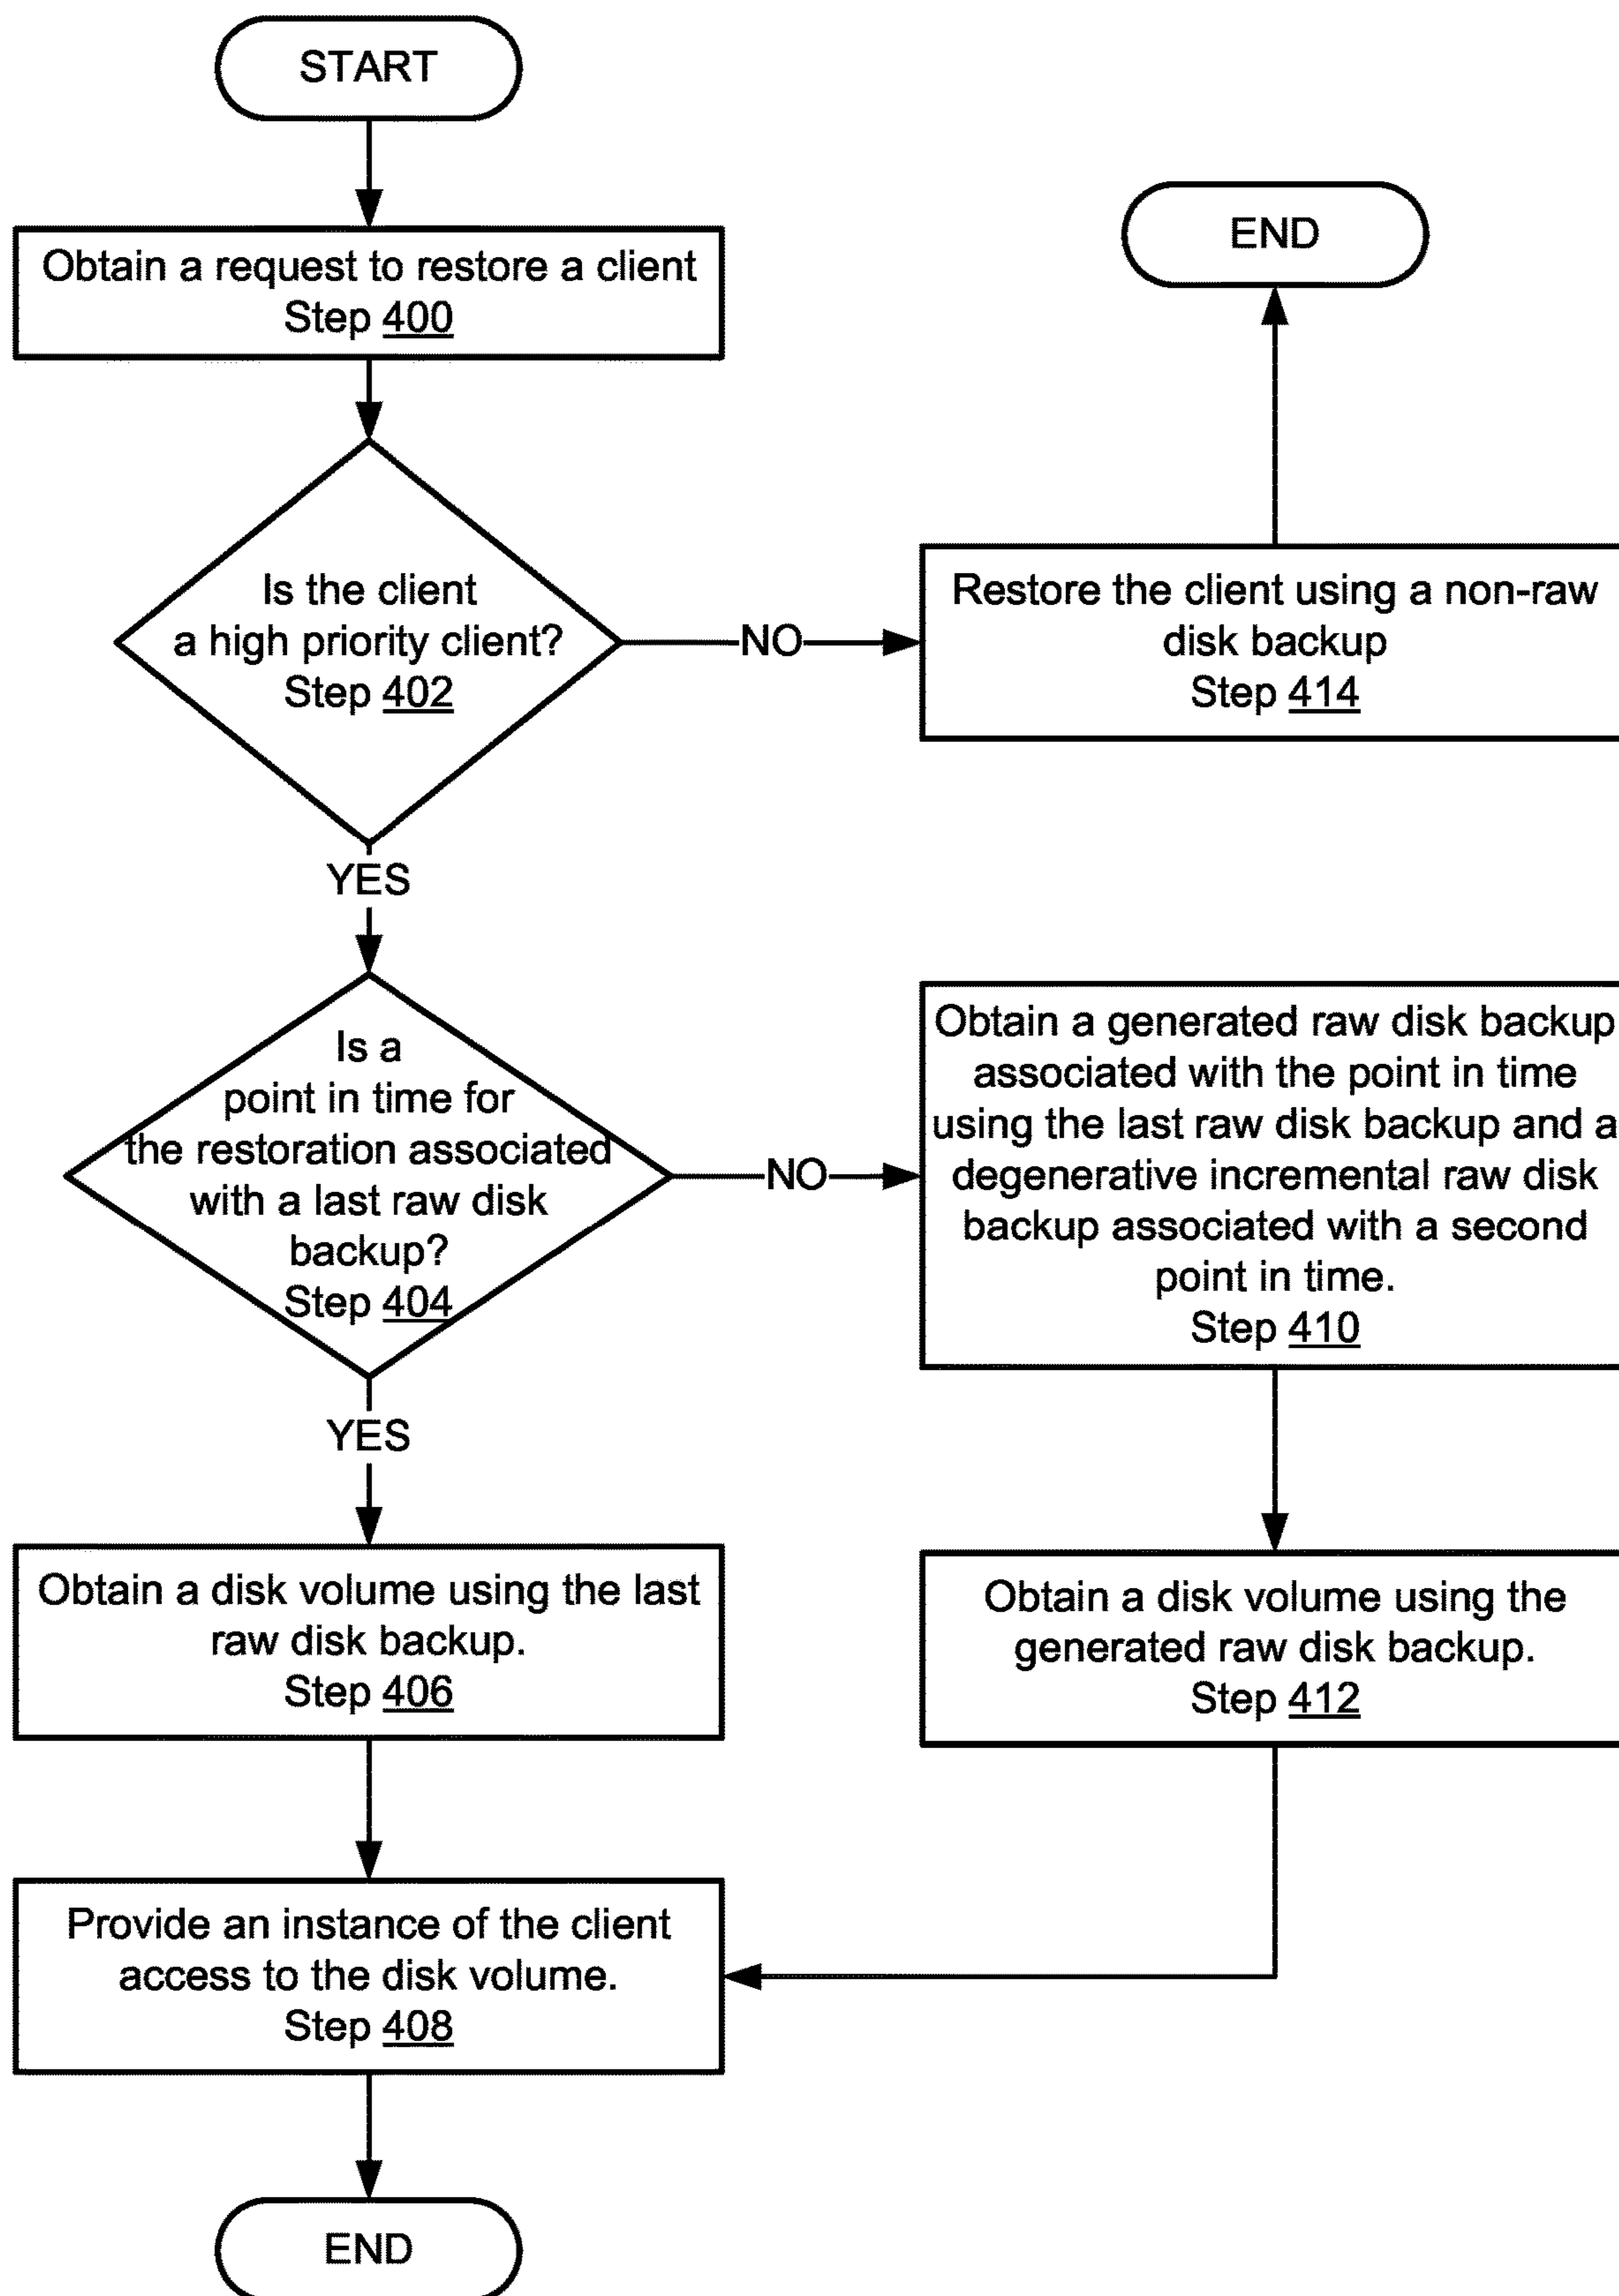 START
Obtain a request to restore a client
Step 400
Is the client
a high priority client?
Step 402
NO
Restore the client using a non-raw
disk backup
Step 414
END
YES
Is a
point in time for
the restoration associated
with a last raw disk
backup?
Step 404
NO
Obtain a generated raw disk backup
associated with the point in time
using the last raw disk backup and a
degenerative incremental raw disk
backup associated with a second
point in time.
Step 410
YES
Obtain a disk volume using the last
raw disk backup.
Step 406
Obtain a disk volume using the
generated raw disk backup.
Step 412
Provide an instance of the client
access to the disk volume.
Step 408
END